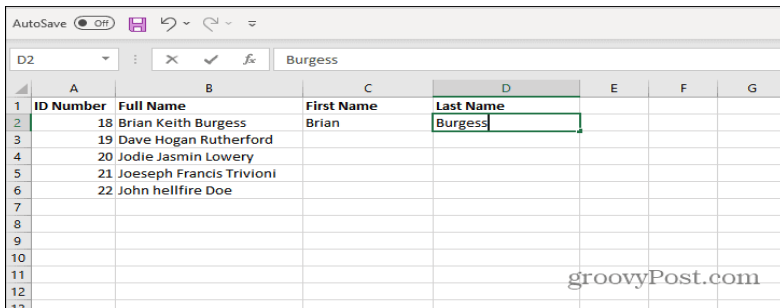 AutoSave Off
D2 fx Burgess
A B C D E F G
1 ID Number Full Name First Name Last Name
2 18 Brian Keith Burgess Brian Burgess
3 19 Dave Hogan Rutherford
4 20 Jodie Jasmin Lowery
5 21 Joeseph Francis Trivioni
6 22 John hellfire Doe
7
8
9
10
11
groovyPost.com
12
13